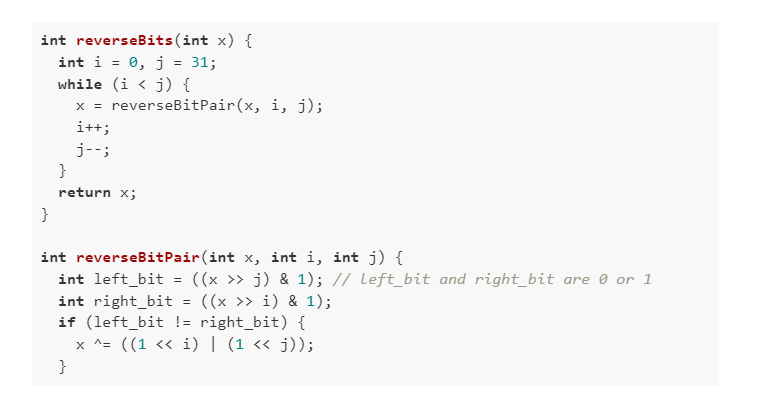 int reverseBits(int x) {
  int i = 0, j = 31;
  while (i < j) {
    x = reverseBitPair(x, i, j);
    i++;
    j--;
  }
  return x;
}

int reverseBitPair(int x, int i, int j) {
  int left_bit = ((x >> j) & 1); // left_bit and right_bit are 0 or 1
  int right_bit = ((x >> i) & 1);
  if (left_bit != right_bit) {
    x ^= ((1 << i) | (1 << j));
  }